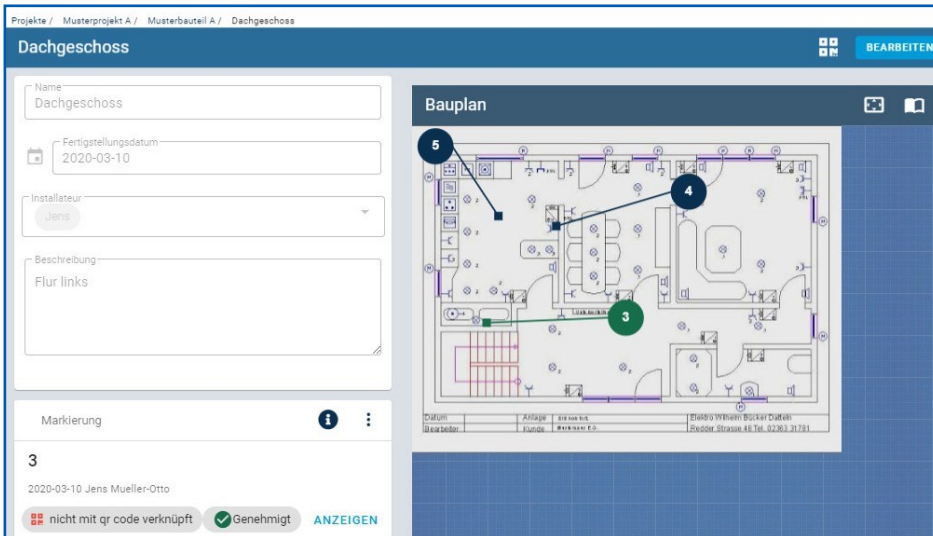 Projekte / Musterprojekt A / Musterbauteil A / Dachgeschoss
Dachgeschoss
BEARBEITEN
Name
Dachgeschoss
Fertigstellungsdatum
2020-03-10
Installateur
Jens
Beschreibung
Flur links
Markierung
3
2020-03-10 Jens Mueller-Otto
nicht mit qr code verknüpft
Genehmigt
ANZEIGEN
Bauplan
5
4
3
Datum
Bearbeiter
Anlage
Kunde
Elektro Wilhelm Bücker Datteln
Redder Strasse 48 Tel. 02363 31781